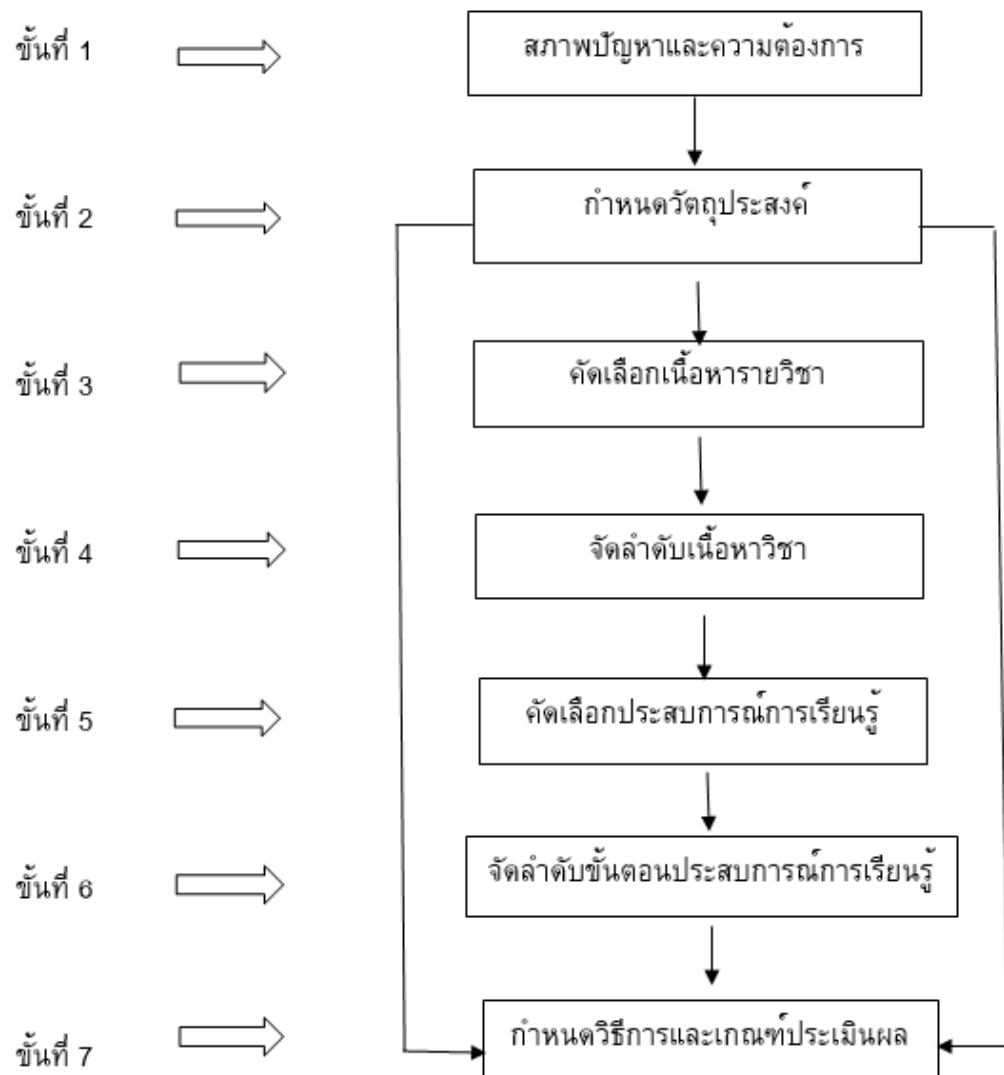 ขั้นที่ 1
สภาพปัญหาและความต้องการ
ขั้นที่ 2
กำหนดวัตถุประสงค์
ขั้นที่ 3
คัดเลือกเนื้อหารายวิชา
ขั้นที่ 4
จัดลำดับเนื้อหาวิชา
ขั้นที่ 5
คัดเลือกประสบการณ์การเรียนรู้
ขั้นที่ 6
จัดลำดับขั้นตอนประสบการณ์การเรียนรู้
ขั้นที่ 7
กำหนดวิธีการและเกณฑ์ประเมินผล